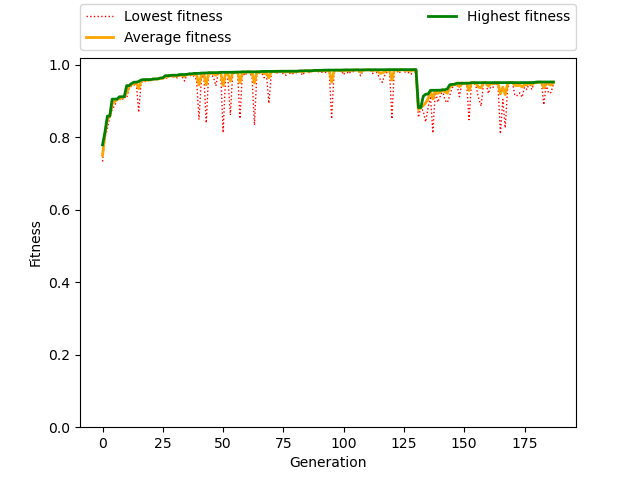 Lowest fitness
Average fitness
Highest fitness
1.0
0.8
0.6
0.4
0.2
0.0
Fitness
0 25 50 75 100 125 150 175
Generation